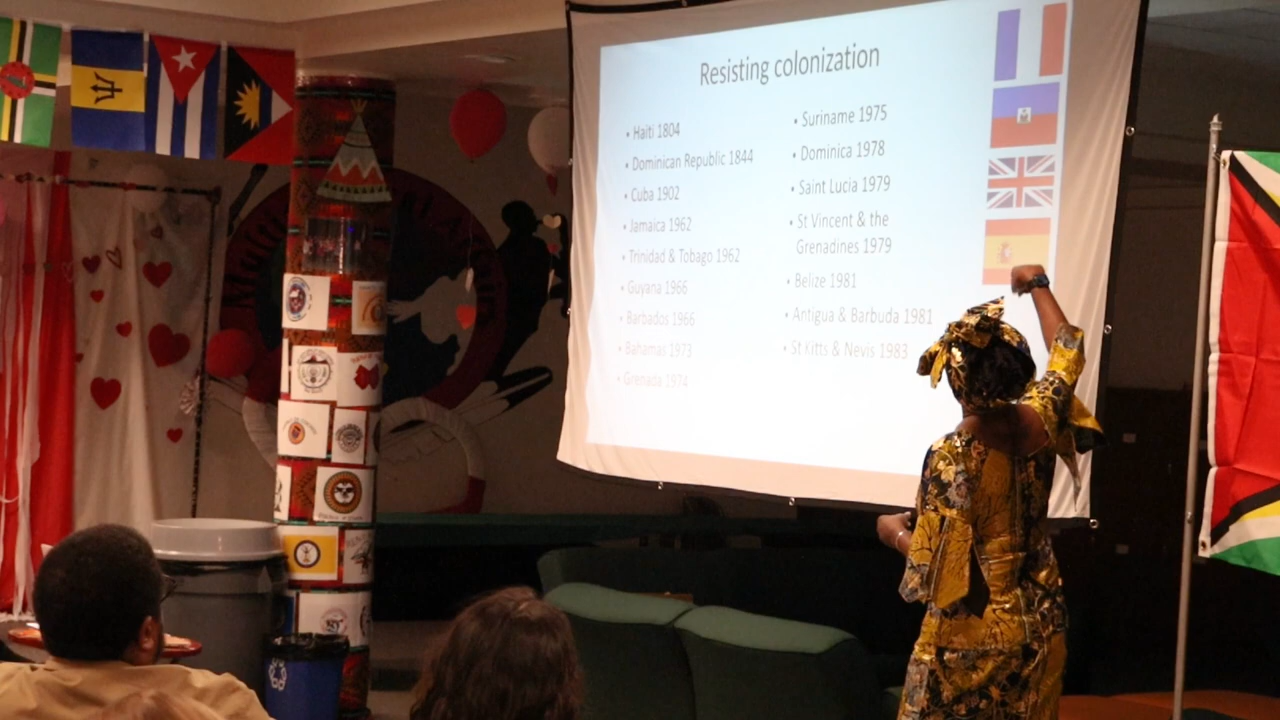 Resisting colonization
• Haiti 1804
• Dominican Republic 1844
• Cuba 1902
• Jamaica 1962
• Trinidad & Tobago 1962
• Guyana 1966
• Barbados 1966
• Bahamas 1973
• Grenada 1974
• Suriname 1975
• Dominica 1978
• Saint Lucia 1979
• St Vincent & the
Grenadines 1979
• Belize 1981
• Antigua & Barbuda 1981
• St Kitts & Nevis 1983